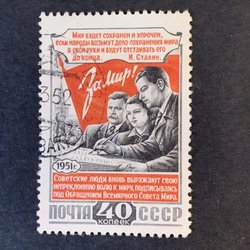 Мир будет сохранен и упрочен,
если народы возьмут дело сохранения мира
в свои руки и будут отстаивать его
до конца. И. Сталин.
За мир!
1951г.
Советские люди вновь выражают свою
непреклонную волю к миру, подписываясь
под Обращением Всемирного Совета Мира.
ПОЧТА 40 СССР
КОПЕЕК